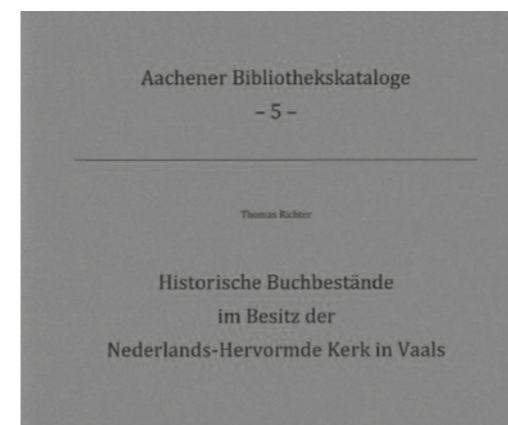 Aachener Bibliothekskataloge
– 5 –
Thomas Richter
Historische Buchbestände
im Besitz der
Nederlands-Hervormde Kerk in Vaals